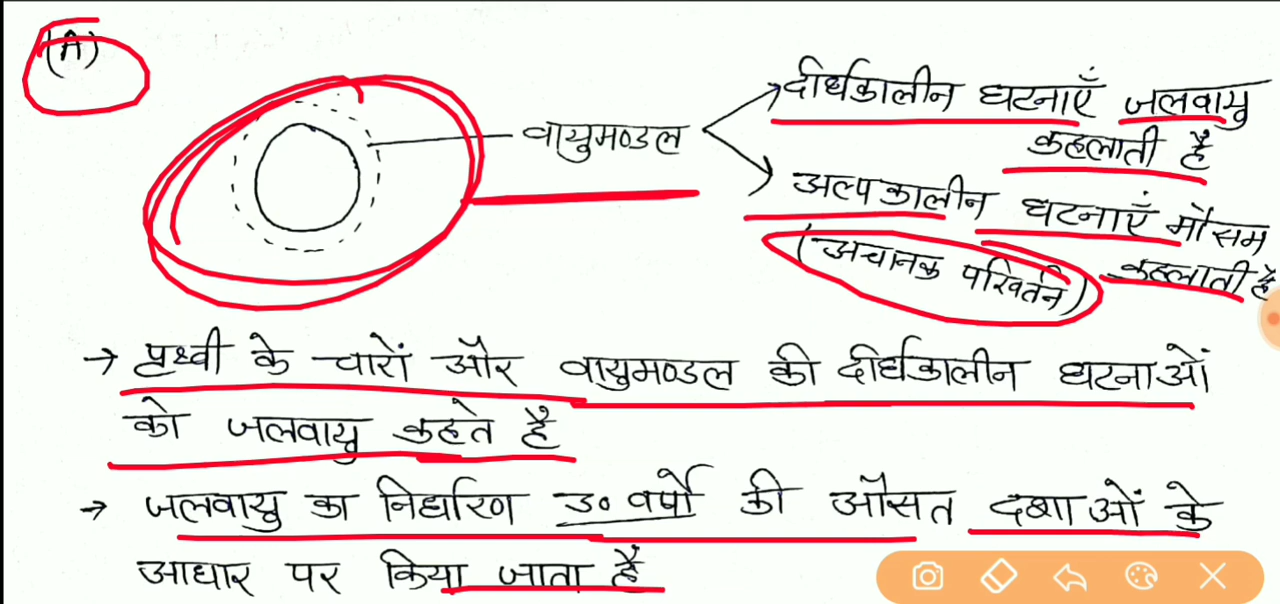 (A)
वायुमण्डल
दीर्घकालीन घटनाएँ जलवायु
कहलाती है
अल्पकालीन घटनाएँ मौसम
कहलाती है
(अचानक परिवर्तन)
→ पृथ्वी के चारों और वायुमण्डल की दीर्घकालीन घटनाओं
को जलवायु कहते है
→ जलवायु का निर्धारण 30 वर्षो की औसत दशाओं के
आधार पर किया जाता है